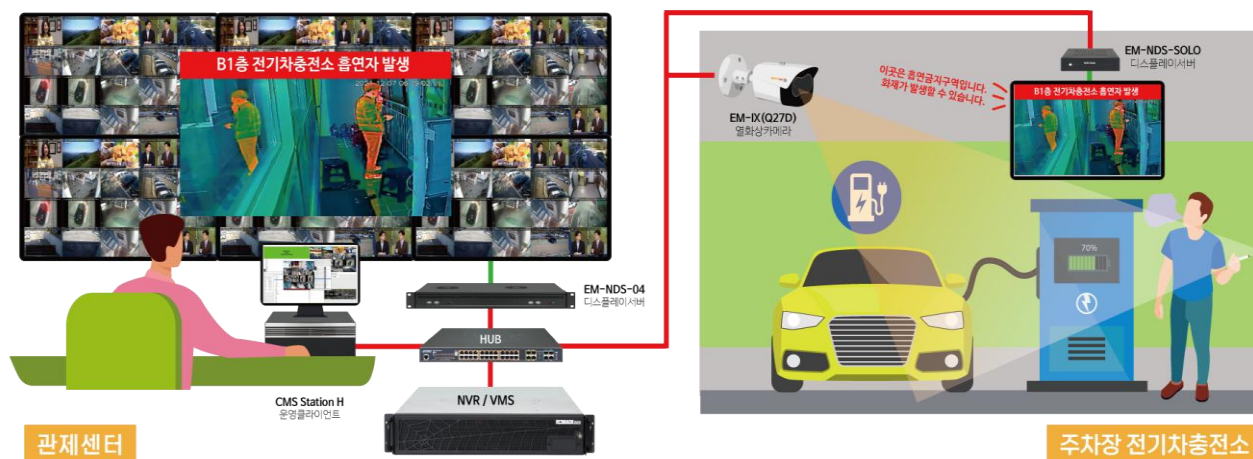 B1층 전기차충전소 흡연자 발생
EM-NDS-04
디스플레이서버
HUB
CMS Station H
운영클라이언트
NVR / VMS
관제센터
EM-IX(Q27D)
열화상카메라
이곳은 흡연금지구역입니다.
화재가 발생할 수 있습니다.
EM-NDS-SOLO
디스플레이서버
B1층 전기차충전소 흡연자 발생
70%
주차장 전기차충전소